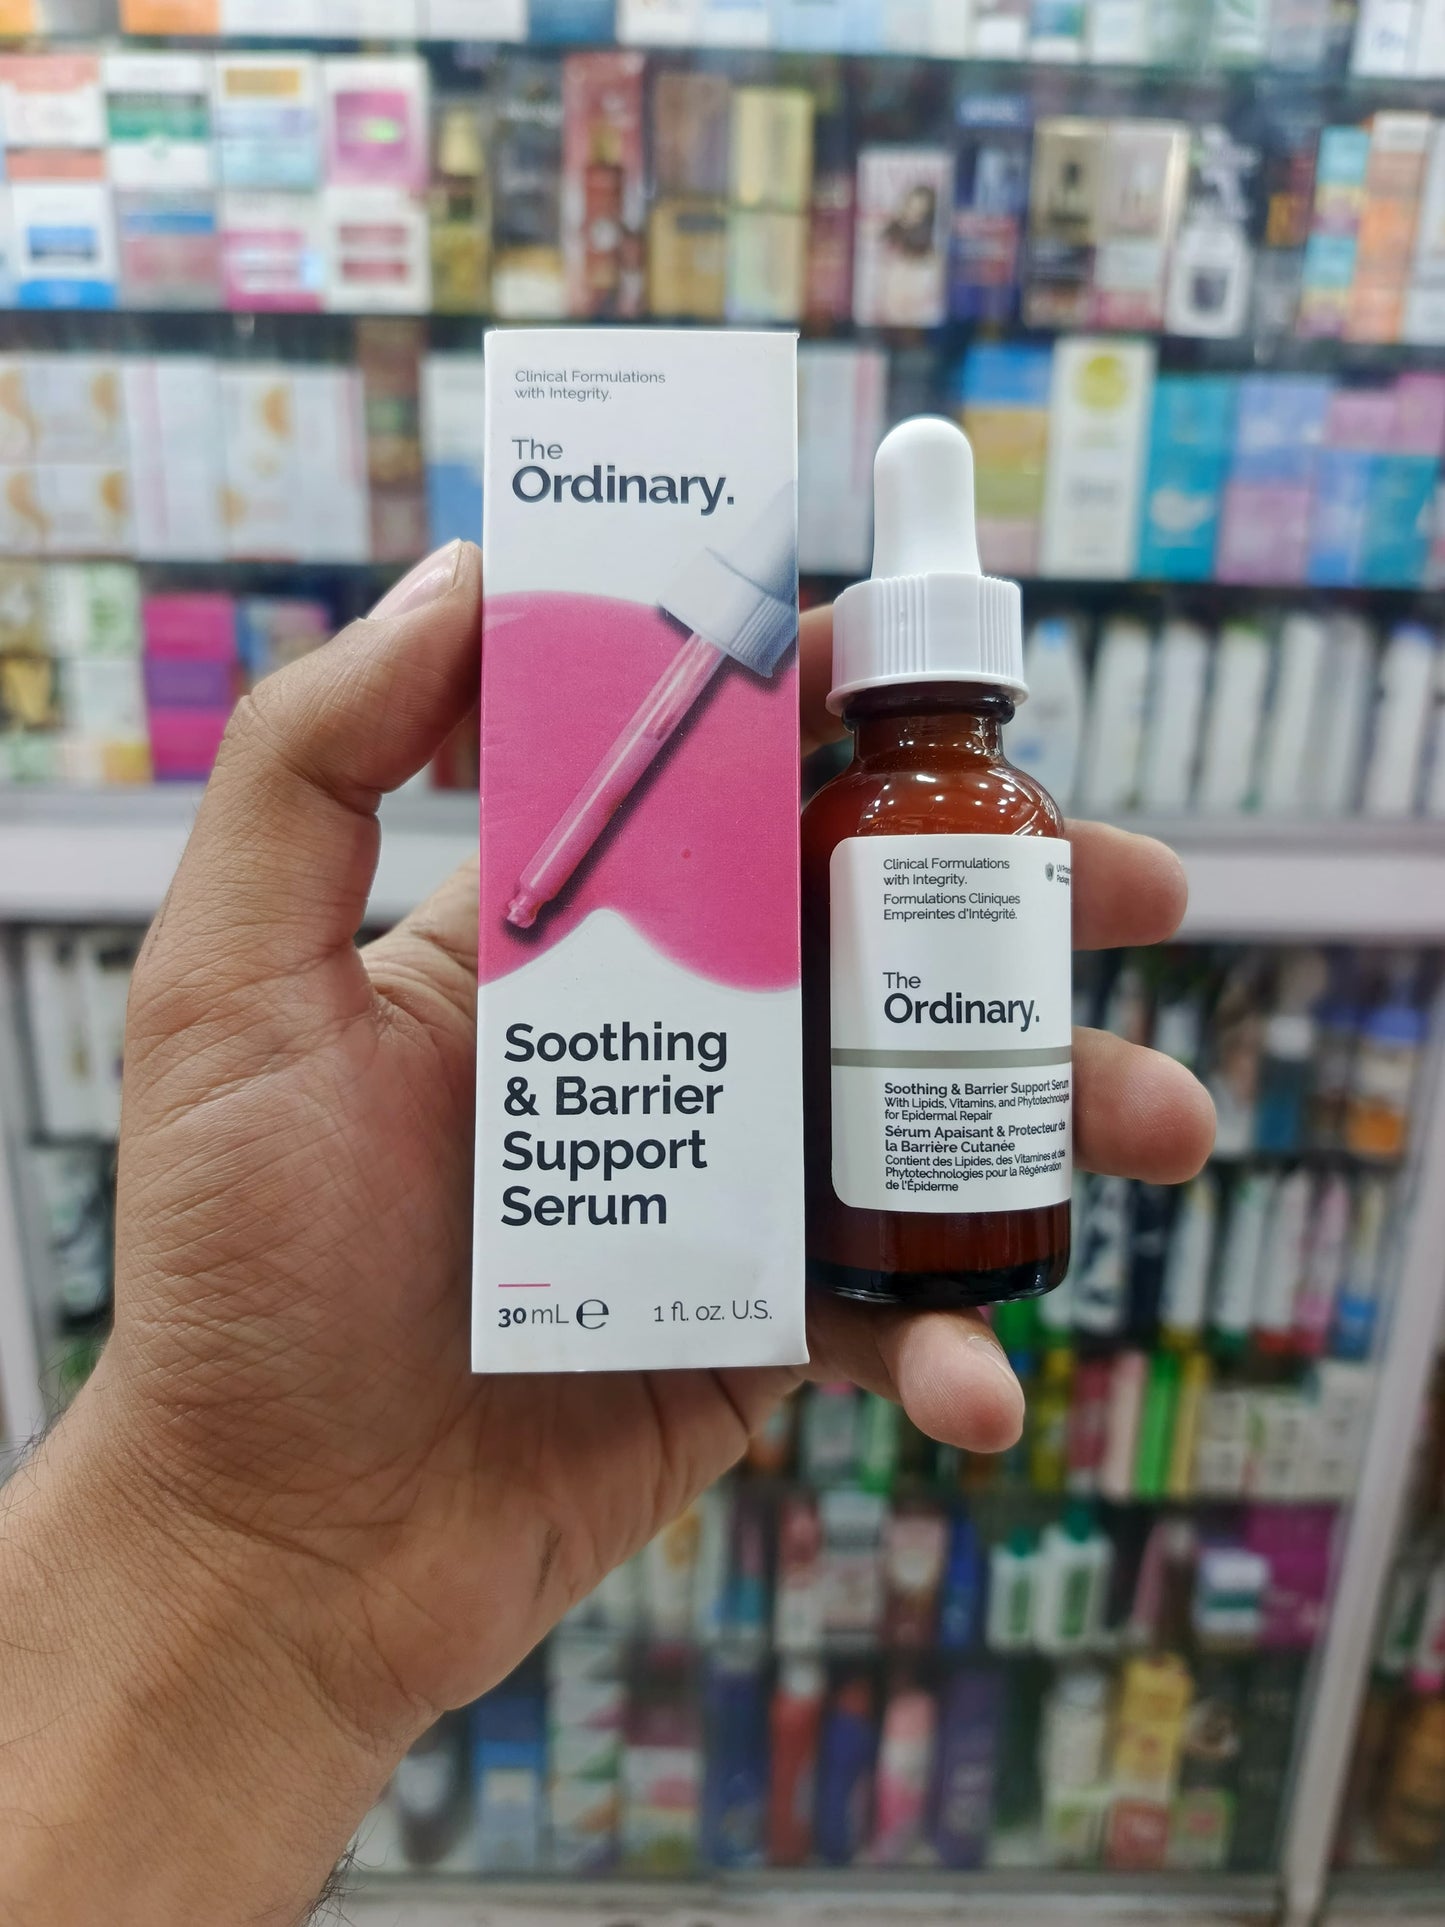 Clinical Formulations
with Integrity.
The
Ordinary.
Soothing
& Barrier
Support
Serum
30 mL e
1 fl. oz. U.S.
Clinical Formulations
with Integrity.
Formulations Cliniques
Empreintes d'Intégrité.
The
Ordinary.
Soothing & Barrier Support Serum
With Lipids, Vitamins, and Phytotechnologies
for Epidermal Repair
Sérum Apaisant & Protecteur de
la Barrière Cutanée
Contient des Lipides, des Vitamines et des
Phytotechnologies pour la Régénération
de l'Épiderme